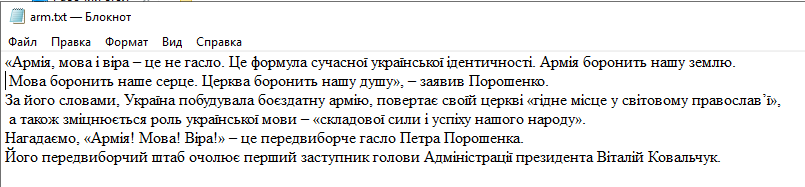 arm.txt — Блокнот
Файл Правка Формат Вид Справка
«Армія, мова і віра – це не гасло. Це формула сучасної української ідентичності. Армія боронить нашу землю.
Мова боронить наше серце. Церква боронить нашу душу», – заявив Порошенко.
За його словами, Україна побудувала боєздатну армію, повертає своїй церкві «гідне місце у світовому православ’ї»,
а також зміцнюється роль української мови – «складової сили і успіху нашого народу».
Нагадаємо, «Армія! Мова! Віра!» – це передвиборче гасло Петра Порошенка.
Його передвиборчий штаб очолює перший заступник голови Адміністрації президента Віталій Ковальчук.